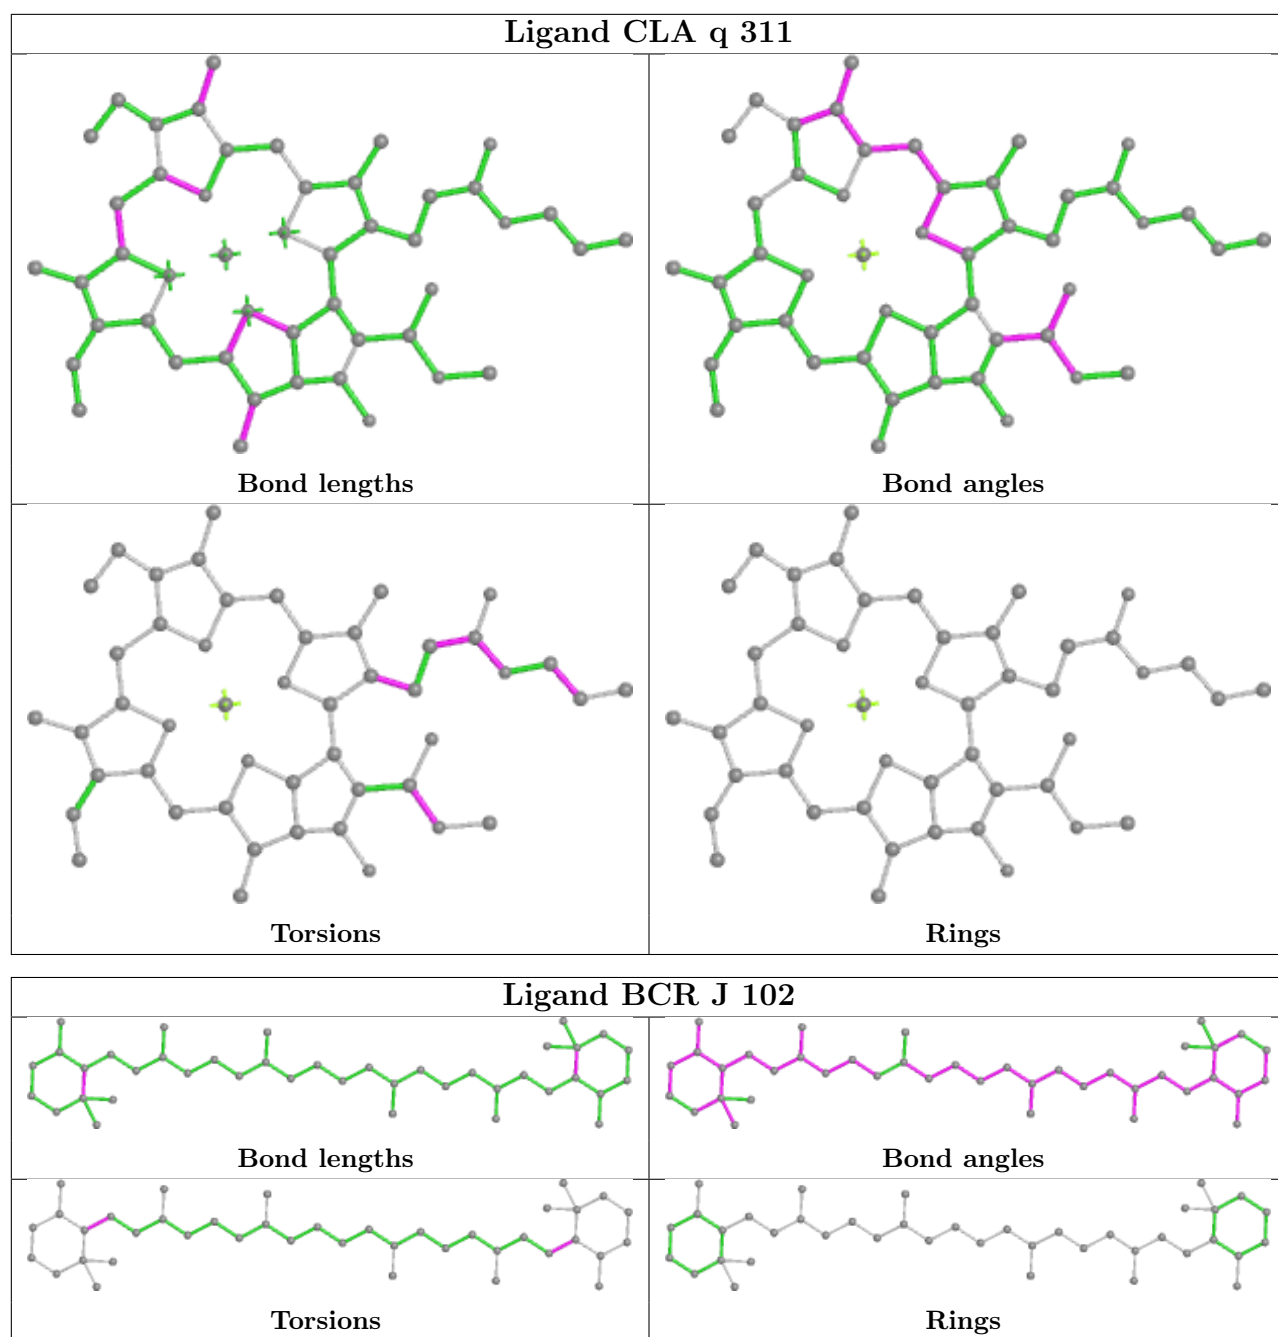 Ligand CLA q 311
Bond lengths
Bond angles
Torsions
Rings
Ligand BCR J 102
Bond lengths
Bond angles
Torsions
Rings